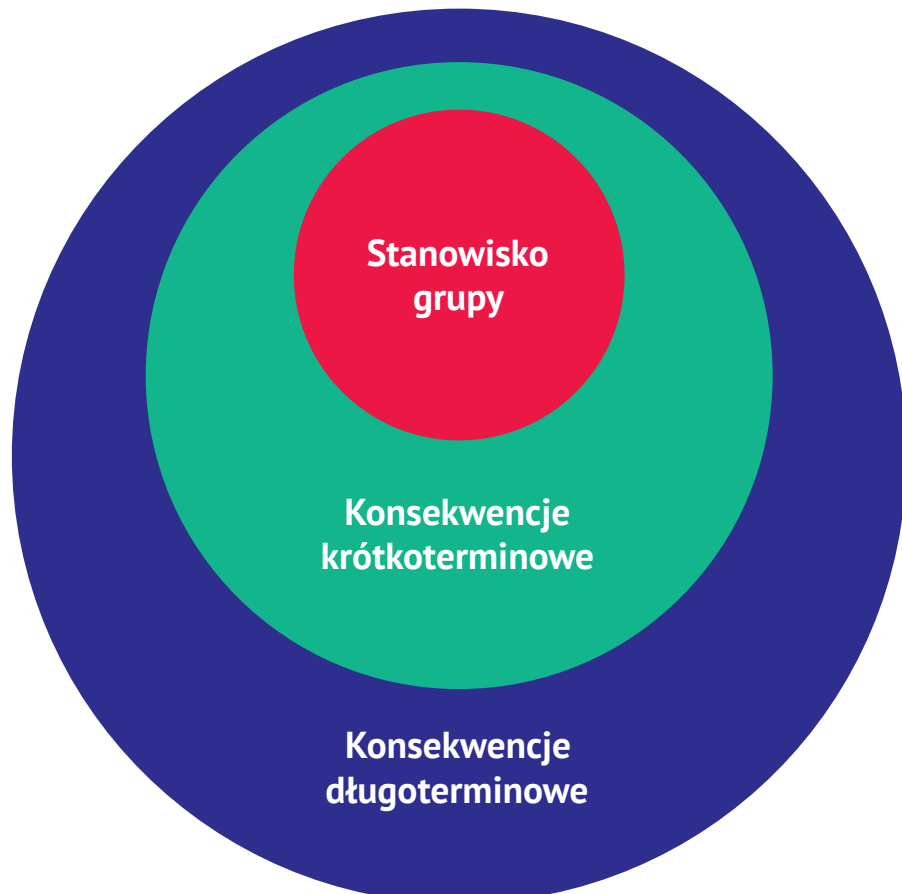 Stanowisko
grupy
Konsekwencje
krótkoterminowe
Konsekwencje
długoterminowe